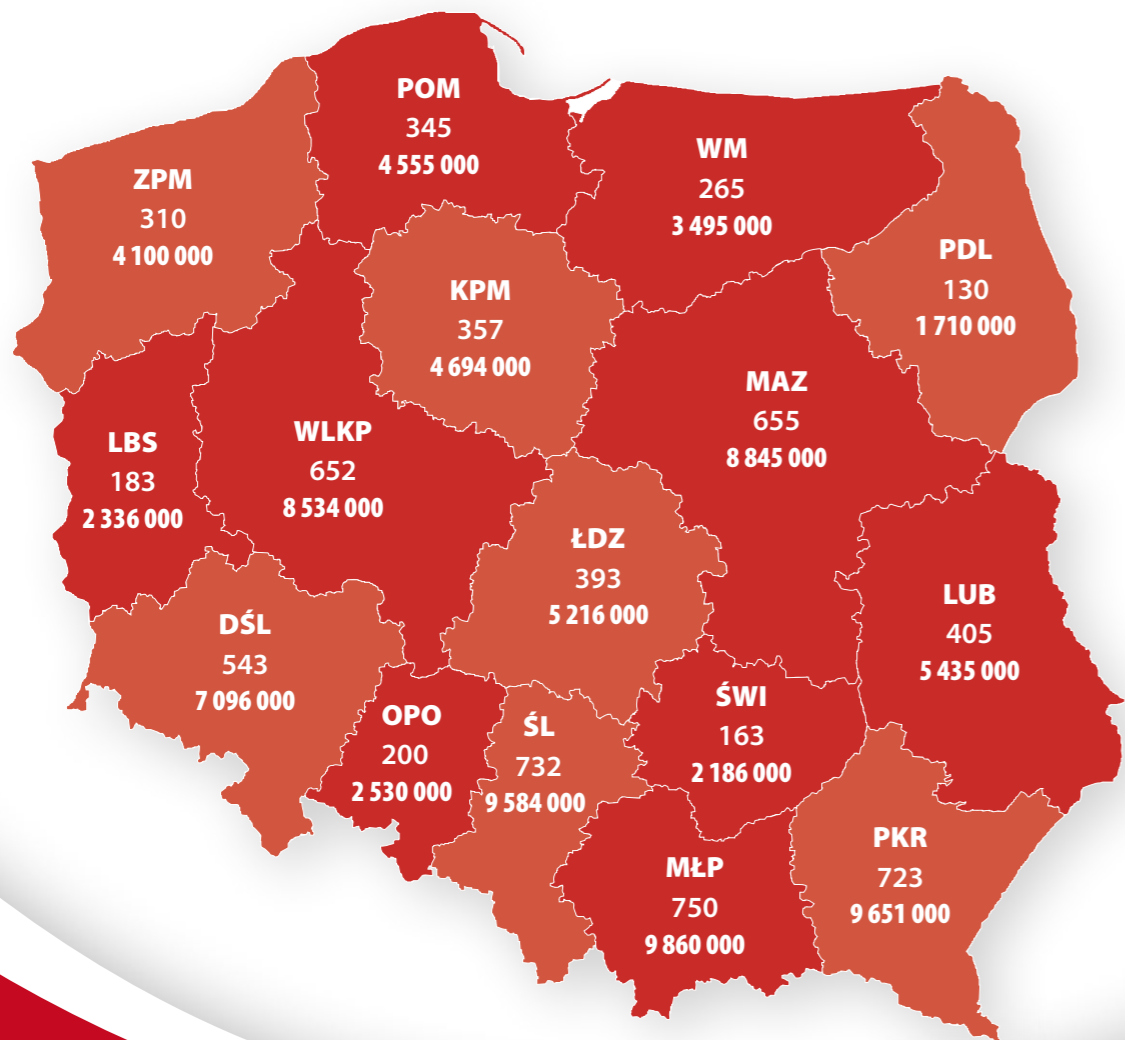 POM
345
4 555 000
WM
265
3 495 000
ZPM
310
4 100 000
PDL
130
1 710 000
KPM
357
4 694 000
MAZ
655
8 845 000
LBS
183
2 336 000
WLKP
652
8 534 000
ŁDZ
393
5 216 000
LUB
405
5 435 000
DŚL
543
7 096 000
OPO
200
2 530 000
ŚL
732
9 584 000
ŚWI
163
2 186 000
MŁP
750
9 860 000
PKR
723
9 651 000